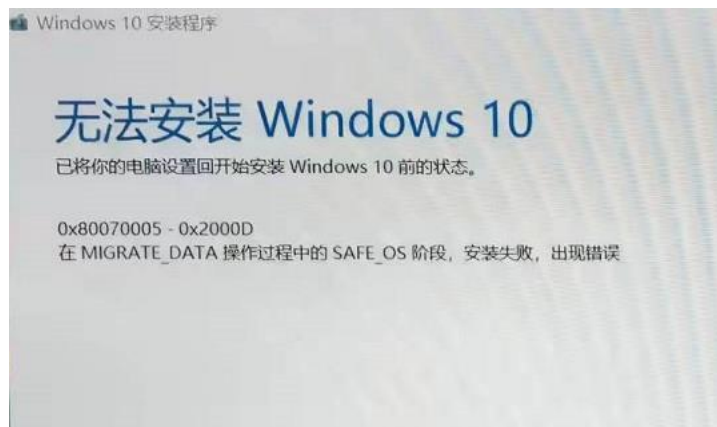 Windows 10 安装程序
无法安装 Windows 10
已将你的电脑设置回开始安装 Windows 10 前的状态。
0x80070005 - 0x2000D
在 MIGRATE_DATA 操作过程中的 SAFE_OS 阶段，安装失败，出现错误